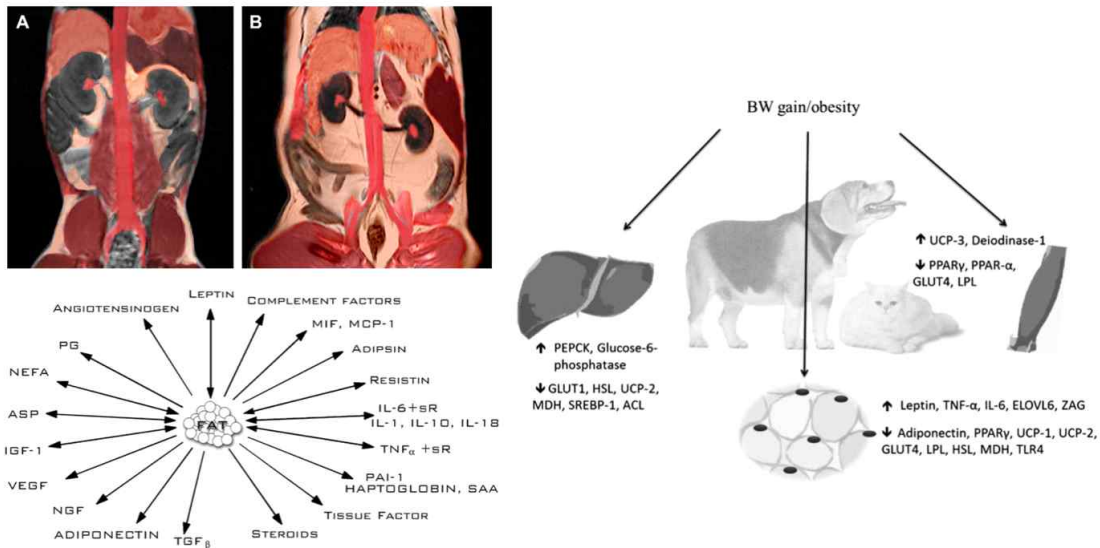 A
B
LEPTIN
COMPLEMENT FACTORS
ANGIOTENSINOGEN
MIF, MCP-1
PG
ADIPSIN
NEFA
RESISTIN
ASP
IL-6+sR
IL-1, IL-10, IL-18
IGF-1
TNFα +sR
VEGF
PAI-1
HAPTOGLOBIN, SAA
NGF
TISSUE FACTOR
ADIPONECTIN
TGFβ
STEROIDS
FAT
BW gain/obesity
↑ UCP-3, Deiodinase-1
↓ PPARγ, PPAR-α,
GLUT4, LPL
↑ PEPCK, Glucose-6-
phosphatase
↓ GLUT1, HSL, UCP-2,
MDH, SREBP-1, ACL
↑ Leptin, TNF-α, IL-6, ELOVL6, ZAG
↓ Adiponectin, PPARγ, UCP-1, UCP-2,
GLUT4, LPL, HSL, MDH, TLR4